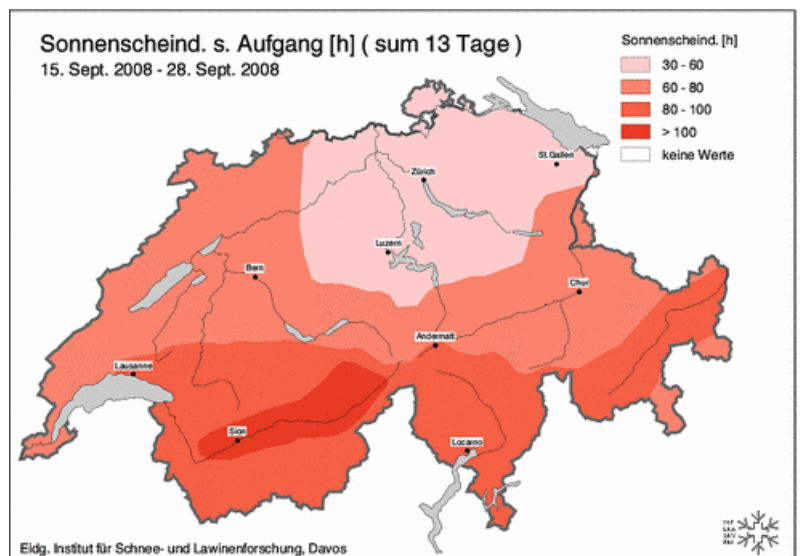 Sonnenscheind. s. Aufgang [h] ( sum 13 Tage )
15. Sept. 2008 - 28. Sept. 2008
Sonnenscheind. [h]
30 - 60
60 - 80
80 - 100
> 100
keine Werte
St.Gallen
Zürich
Luzern
Bern
Chur
Andermatt
Lausanne
Sion
Locarno
Eidg. Institut für Schnee- und Lawinenforschung, Davos